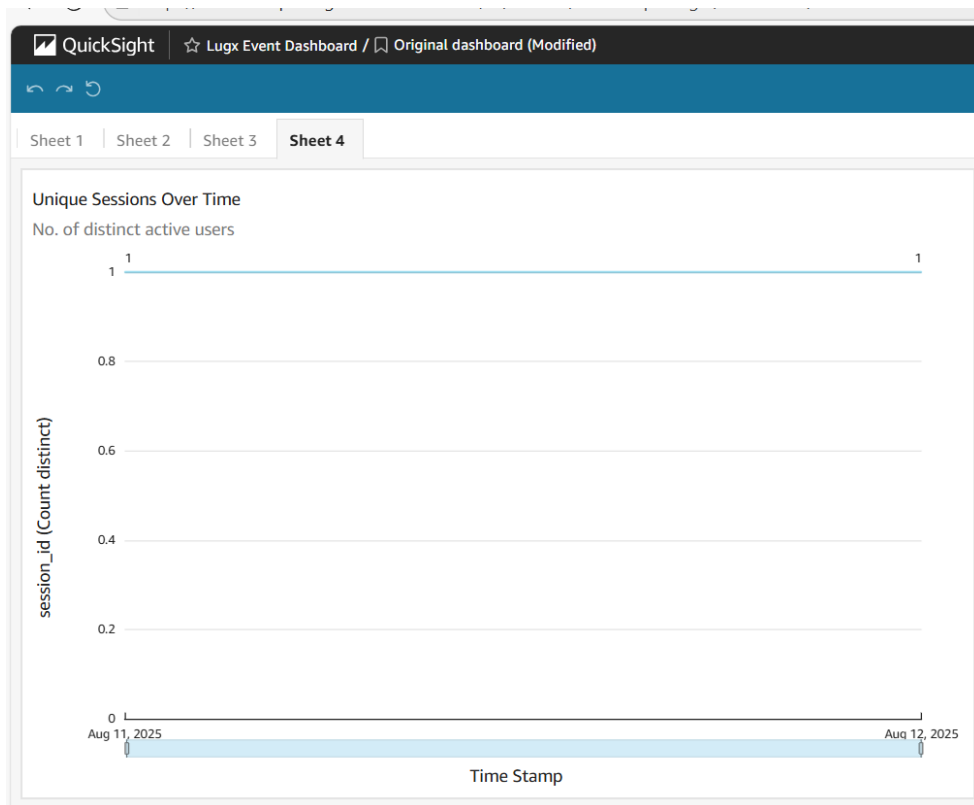 QuickSight Lugx Event Dashboard / Original dashboard (Modified)
Sheet 1 Sheet 2 Sheet 3 Sheet 4
Unique Sessions Over Time
No. of distinct active users
1 1
1
0.8
0.6
0.4
0.2
0
session_id (Count distinct)
Aug 11, 2025 Aug 12, 2025
Time Stamp